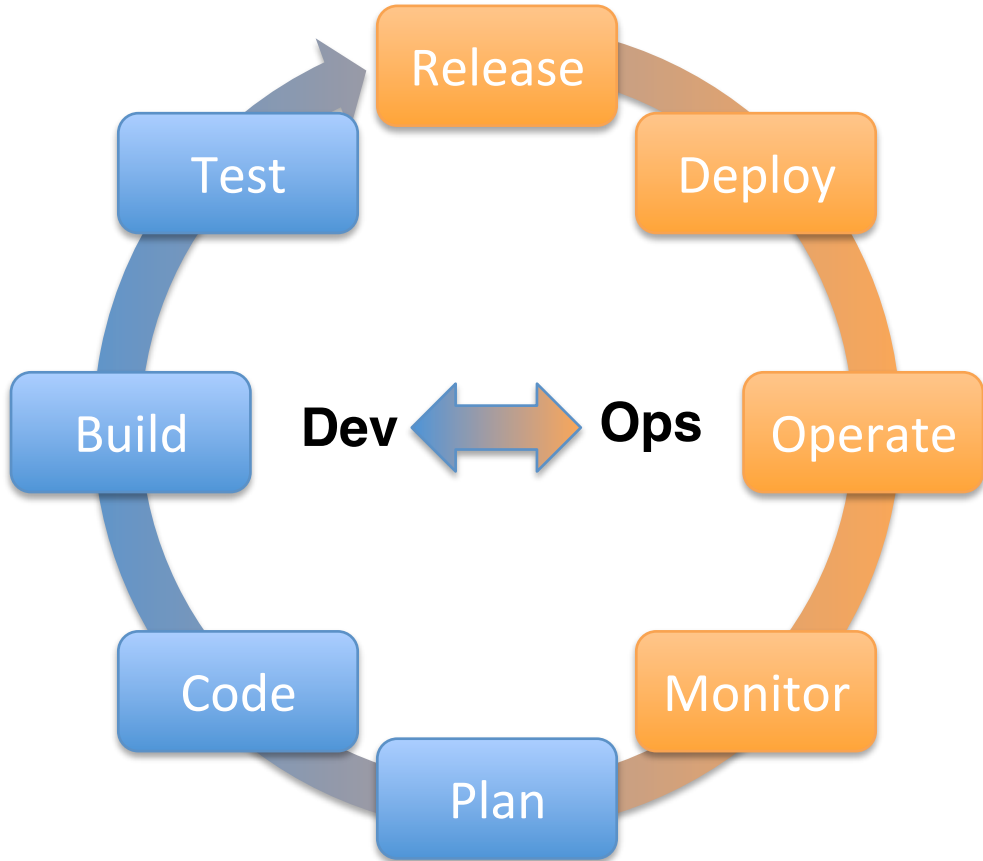 Release
Test
Deploy
Build
Dev
Ops
Operate
Code
Monitor
Plan